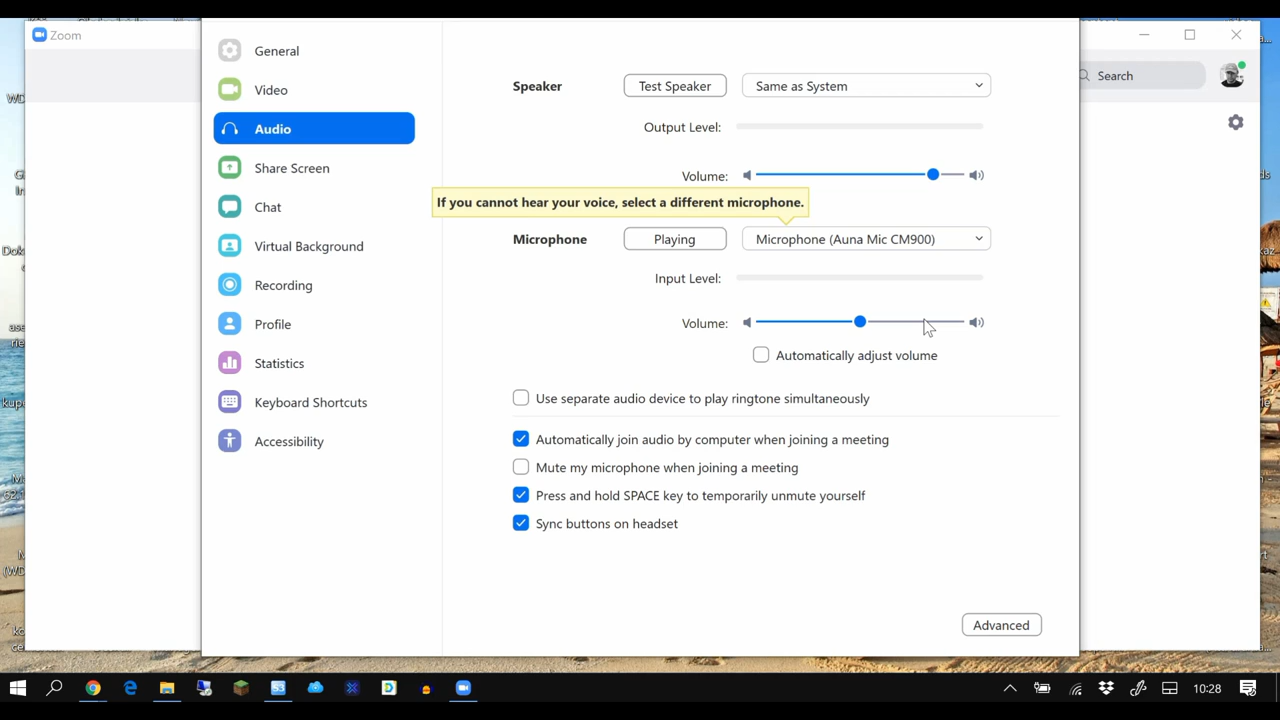 Zoom
Search
General
Video
Audio
Share Screen
Chat
Virtual Background
Recording
Profile
Statistics
Keyboard Shortcuts
Accessibility
Speaker
Test Speaker
Same as System
Output Level:
Volume:
If you cannot hear your voice, select a different microphone.
Microphone
Playing
Microphone (Auna Mic CM900)
Input Level:
Volume:
Automatically adjust volume
Use separate audio device to play ringtone simultaneously
Automatically join audio by computer when joining a meeting
Mute my microphone when joining a meeting
Press and hold SPACE key to temporarily unmute yourself
Sync buttons on headset
Advanced
10:28